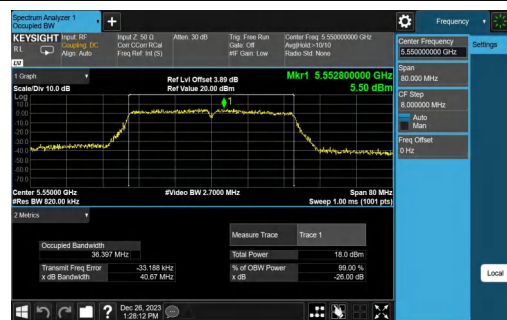 Spectrum Analyzer 1
Occupied BW
Frequency
KEYSIGHT
RL
Input: RF
Coupling: DC
Align: Auto
Input Z: 50 Ω
Corr CCorr RCal
Freq Ref: Int (S)
Atten: 30 dB
Trig: Free Run
Gate: Off
#IF Gain: Low
Center Freq: 5.550000000 GHz
Avg|Hold:>10/10
Radio Std: None
LW
Center Frequency
5.550000000 GHz
Settings
Span
80.000 MHz
CF Step
8.000000 MHz
Auto
Man
Freq Offset
0 Hz
Local
1 Graph
Scale/Div 10.0 dB
Ref Lvl Offset 3.89 dB
Ref Value 20.00 dBm
Mkr1 5.552800000 GHz
5.50 dBm
Log
10.0
0.00
-10.0
-20.0
-30.0
-40.0
-50.0
-60.0
-70.0
1
Center 5.55000 GHz
#Res BW 820.00 kHz
#Video BW 2.7000 MHz
Span 80 MHz
Sweep 1.00 ms (1001 pts)
2 Metrics
Measure Trace
Trace 1
Occupied Bandwidth
36.397 MHz
Total Power
18.0 dBm
Transmit Freq Error
-33.188 kHz
% of OBW Power
99.00 %
x dB Bandwidth
40.67 MHz
x dB
-26.00 dB
Dec 26, 2023
1:28:12 PM